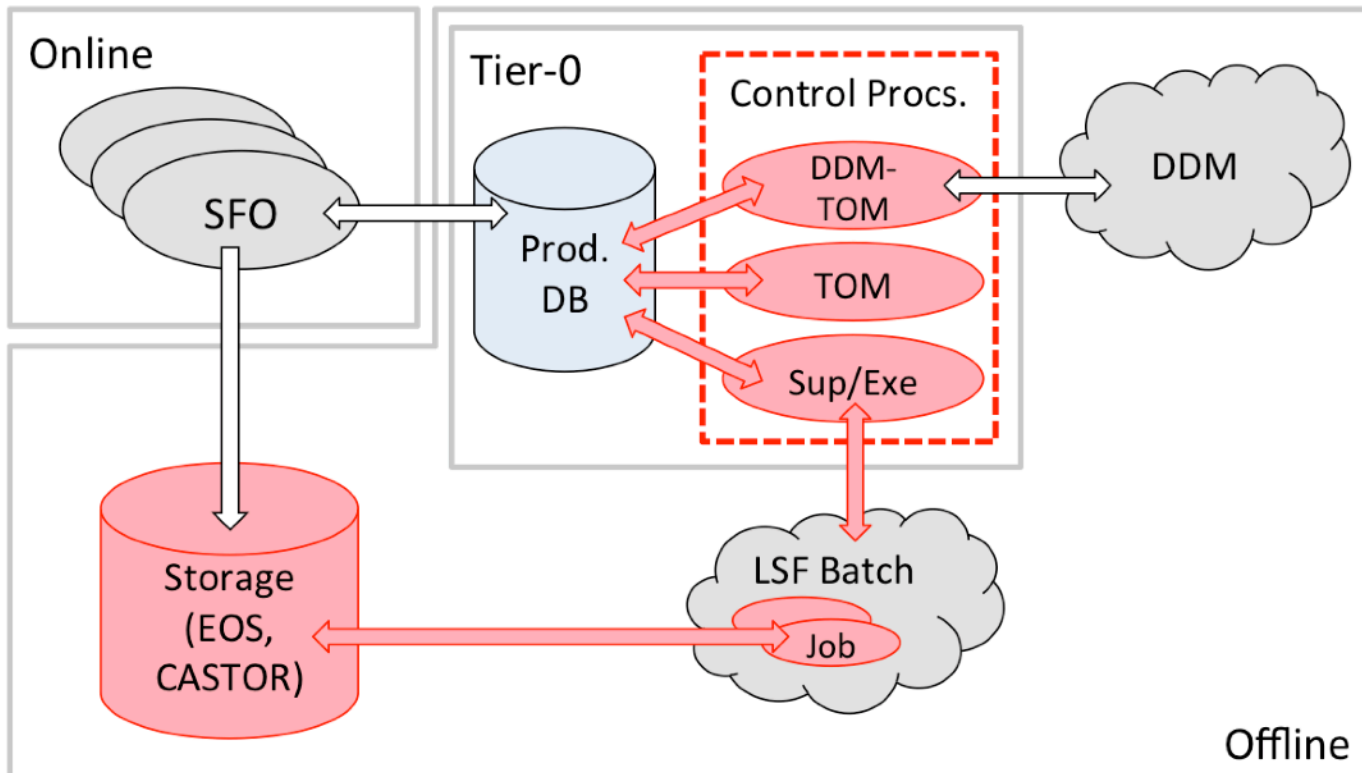 Online
SFO
Tier-0
Prod.
DB
Control Procs.
DDM-
TOM
TOM
Sup/Exe
DDM
Storage
(EOS,
CASTOR)
LSF Batch
Job
Offline